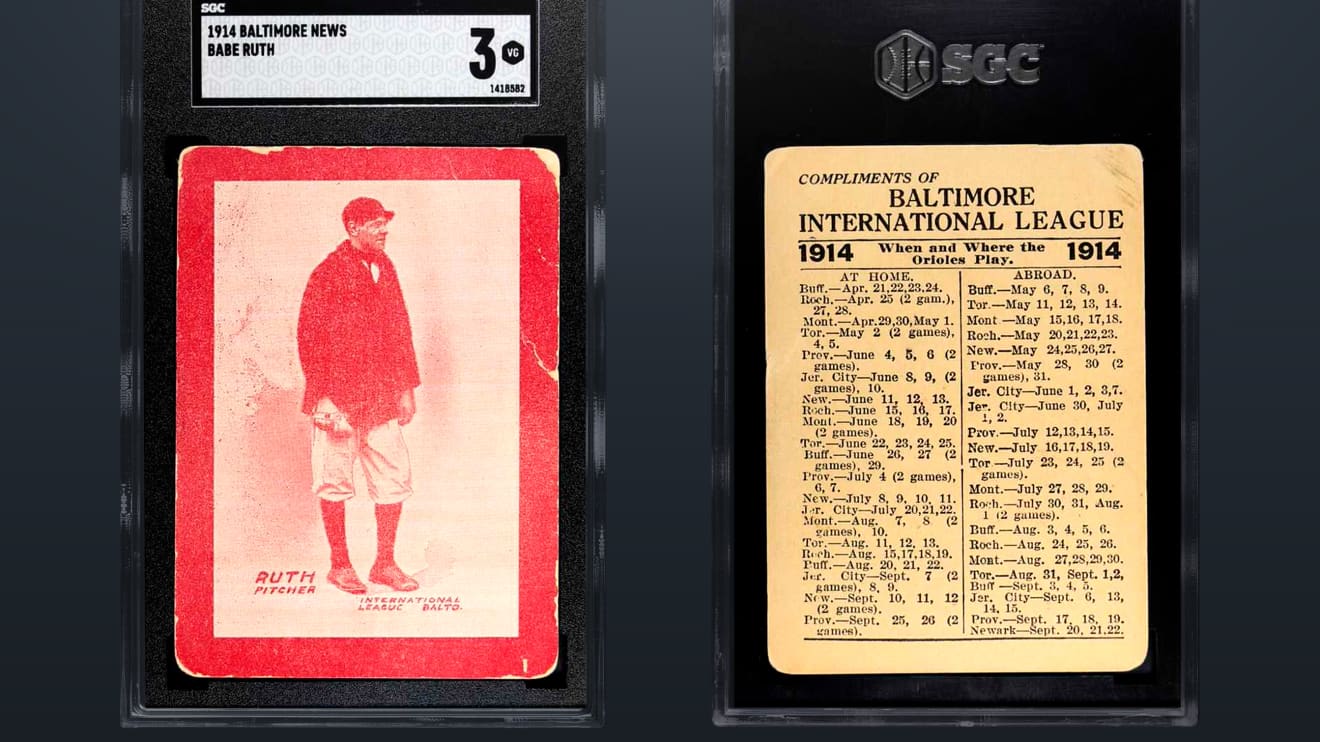 SGC
1914 BALTIMORE NEWS
BABE RUTH
3 VG
1418582
RUTH
PITCHER
INTERNATIONAL
LEAGUE BALTO.
SGC
COMPLIMENTS OF
BALTIMORE
INTERNATIONAL LEAGUE
1914 When and Where the 1914
Orioles Play.
AT HOME.
Buff.—Apr. 21,22,23,24.
Roch.—Apr. 25 (2 gam.),
27, 28.
Mont.—Apr.29,30,May 1.
Tor.—May 2 (2 games),
4, 5.
Prov.—June 4, 5, 6 (2
games).
Jer. City—June 8, 9, (2
games), 10.
New.—June 11, 12, 13.
Roch.—June 15, 16, 17.
Mont.—June 18, 19, 20
(2 games).
Tor.—June 22, 23, 24, 25.
Buff.—June 26, 27 (2
games), 29.
Prov.—July 4 (2 games),
6, 7.
New.—July 8, 9, 10, 11.
Jer. City—July 20,21,22.
Mont.—Aug. 7, 8 (2
games), 10.
Tor.—Aug. 11, 12, 13.
Roch.—Aug. 15,17,18,19.
Buff.—Aug. 20, 21, 22.
Jer. City—Sept. 7 (2
games), 8, 9.
New.—Sept. 10, 11, 12
(2 games).
Prov.—Sept. 25, 26 (2
games).
ABROAD.
Buff.—May 6, 7, 8, 9.
Tor.—May 11, 12, 13, 14.
Mont.—May 15,16, 17,18.
Roch.—May 20,21,22,23.
New.—May 24,25,26,27.
Prov.—May 28, 30 (2
games), 31.
Jer. City—June 1, 2, 3,7.
Jer. City—June 30, July
1, 2.
Prov.—July 12,13,14,15.
New.—July 16,17,18,19.
Tor.—July 23, 24, 25 (2
games).
Mont.—July 27, 28, 29.
Roch.—July 30, 31, Aug.
1 (2 games).
Buff.—Aug. 3, 4, 5, 6.
Roch.—Aug. 24, 25, 26.
Mont.—Aug. 27,28,29,30.
Tor.—Aug. 31, Sept. 1,2,
Buff—Sept. 3, 4, 5.
Jer. City—Sept. 6, 13,
14, 15.
Prov.—Sept. 17, 18, 19.
Newark—Sept. 20, 21,22.